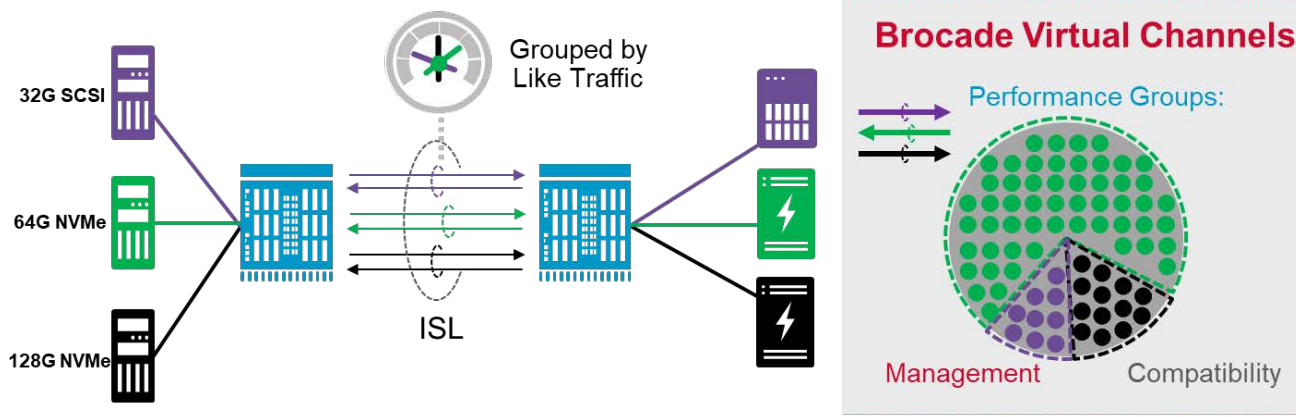 32G SCSI
64G NVMe
128G NVMe
Grouped by
Like Traffic
ISL
Brocade Virtual Channels
Performance Groups:
Management
Compatibility